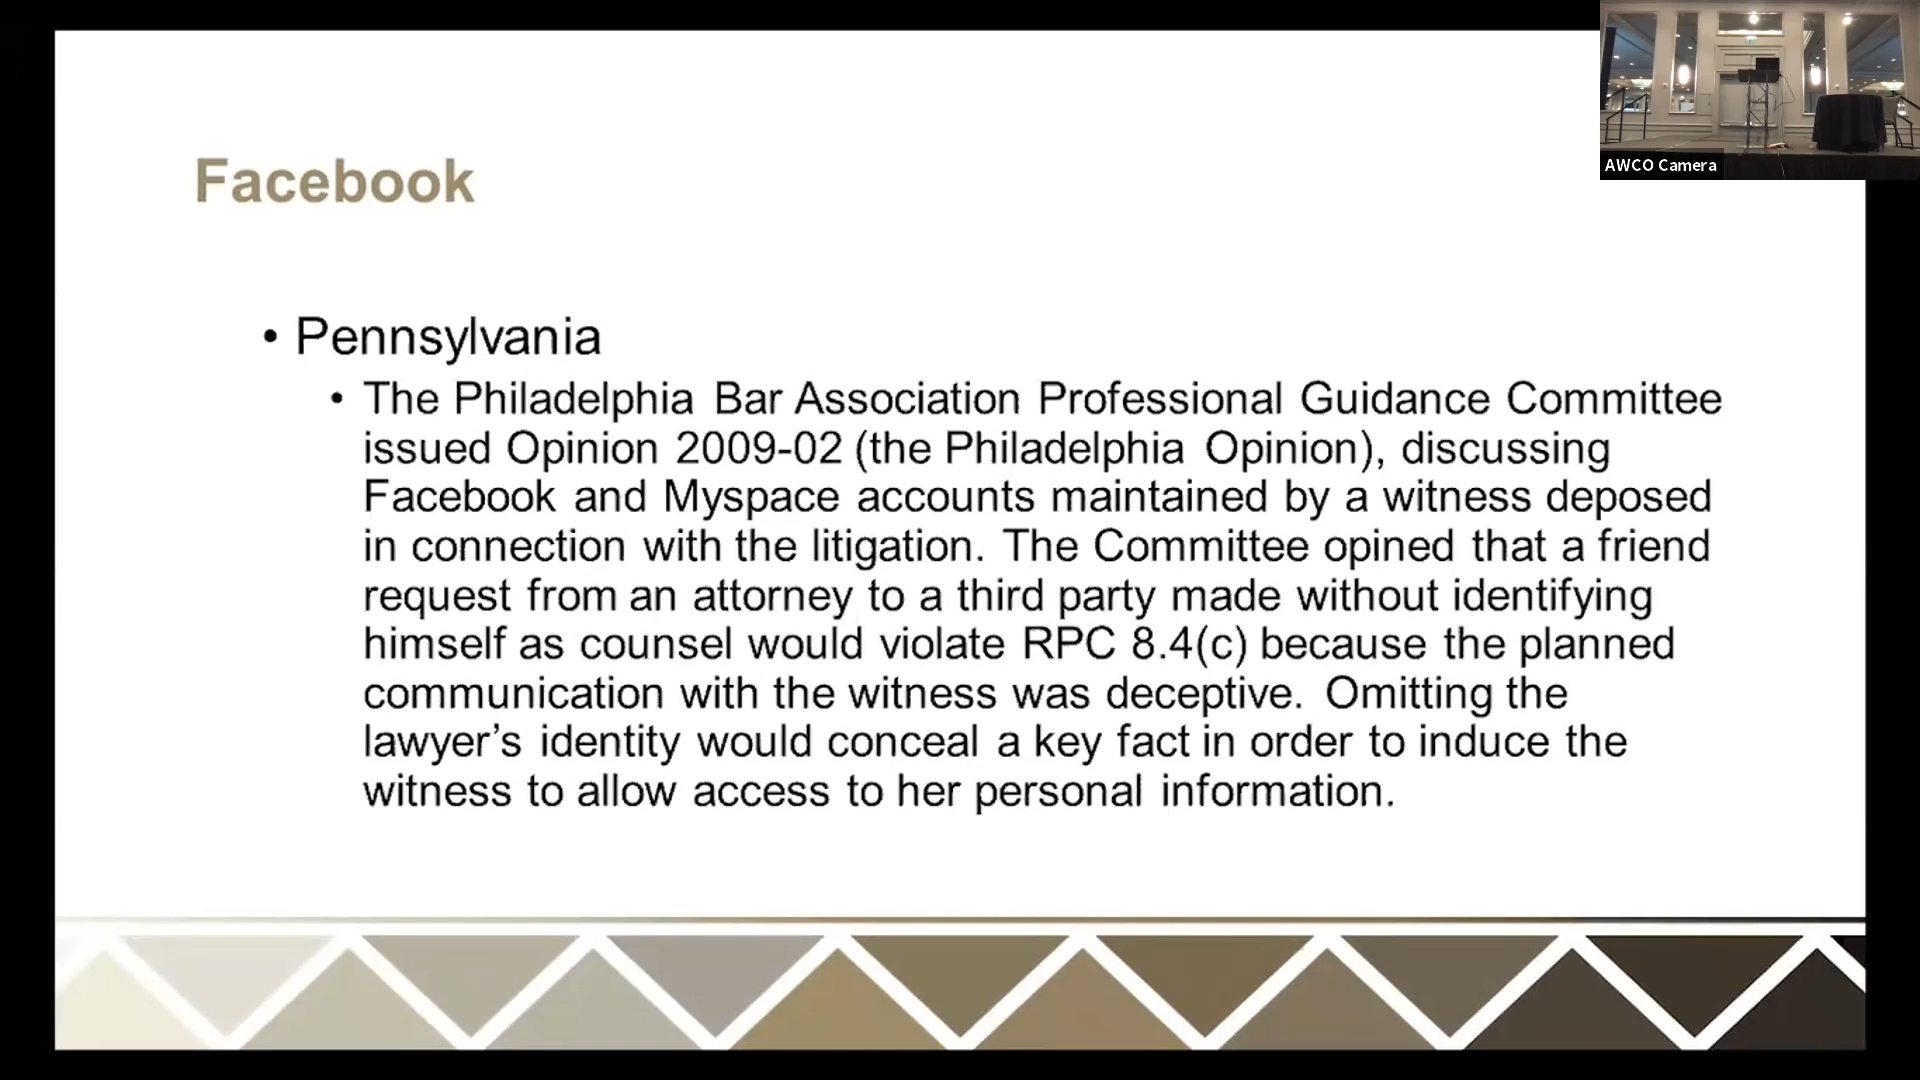 AWCO Camera
Facebook
• Pennsylvania
• The Philadelphia Bar Association Professional Guidance Committee
issued Opinion 2009-02 (the Philadelphia Opinion), discussing
Facebook and Myspace accounts maintained by a witness deposed
in connection with the litigation. The Committee opined that a friend
request from an attorney to a third party made without identifying
himself as counsel would violate RPC 8.4(c) because the planned
communication with the witness was deceptive. Omitting the
lawyer’s identity would conceal a key fact in order to induce the
witness to allow access to her personal information.